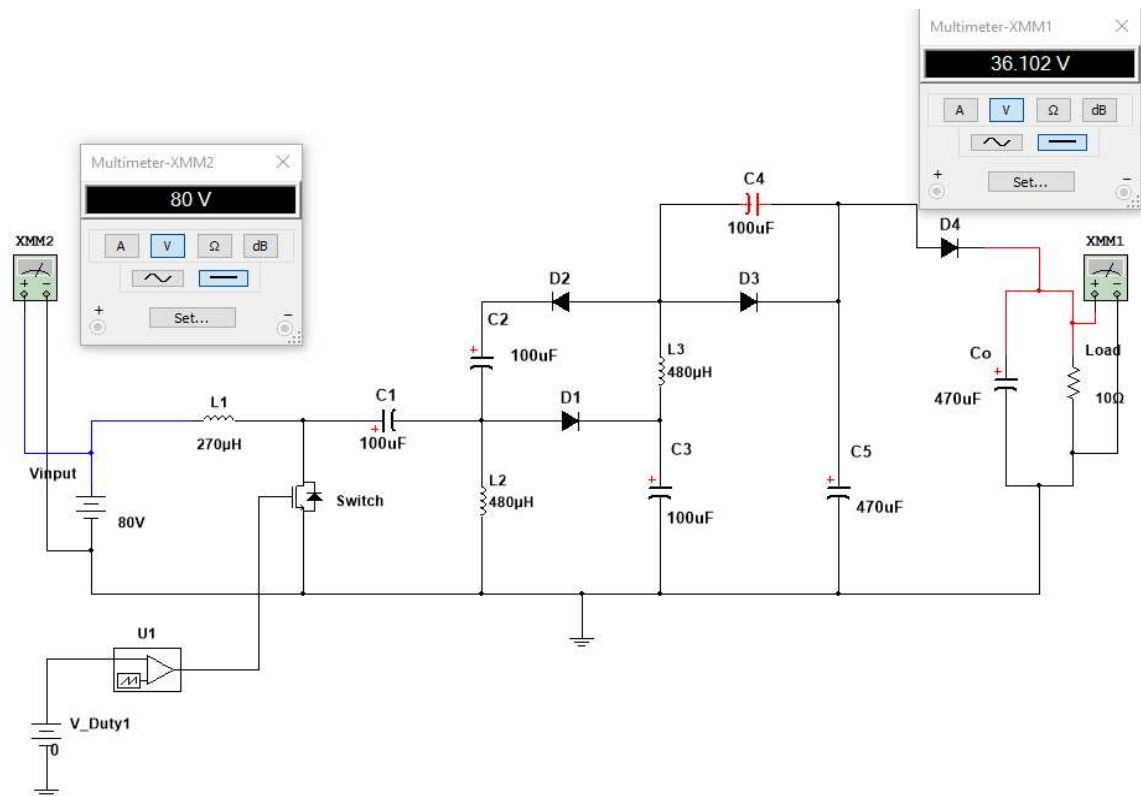 Multimeter-XMM1
36.102 V
A V Ω dB
+ Set... −
Multimeter-XMM2
80 V
A V Ω dB
+ Set... −
XMM2
+ −
C4
100uF
D4
XMM1
+ −
D2
D3
C2
+
100uF
L3
480µH
Co
+
470uF
Load
10Ω
L1
270µH
C1
+
100uF
D1
C3
+
100uF
C5
+
470uF
Vinput
80V
Switch
L2
480µH
U1
V_Duty1
0